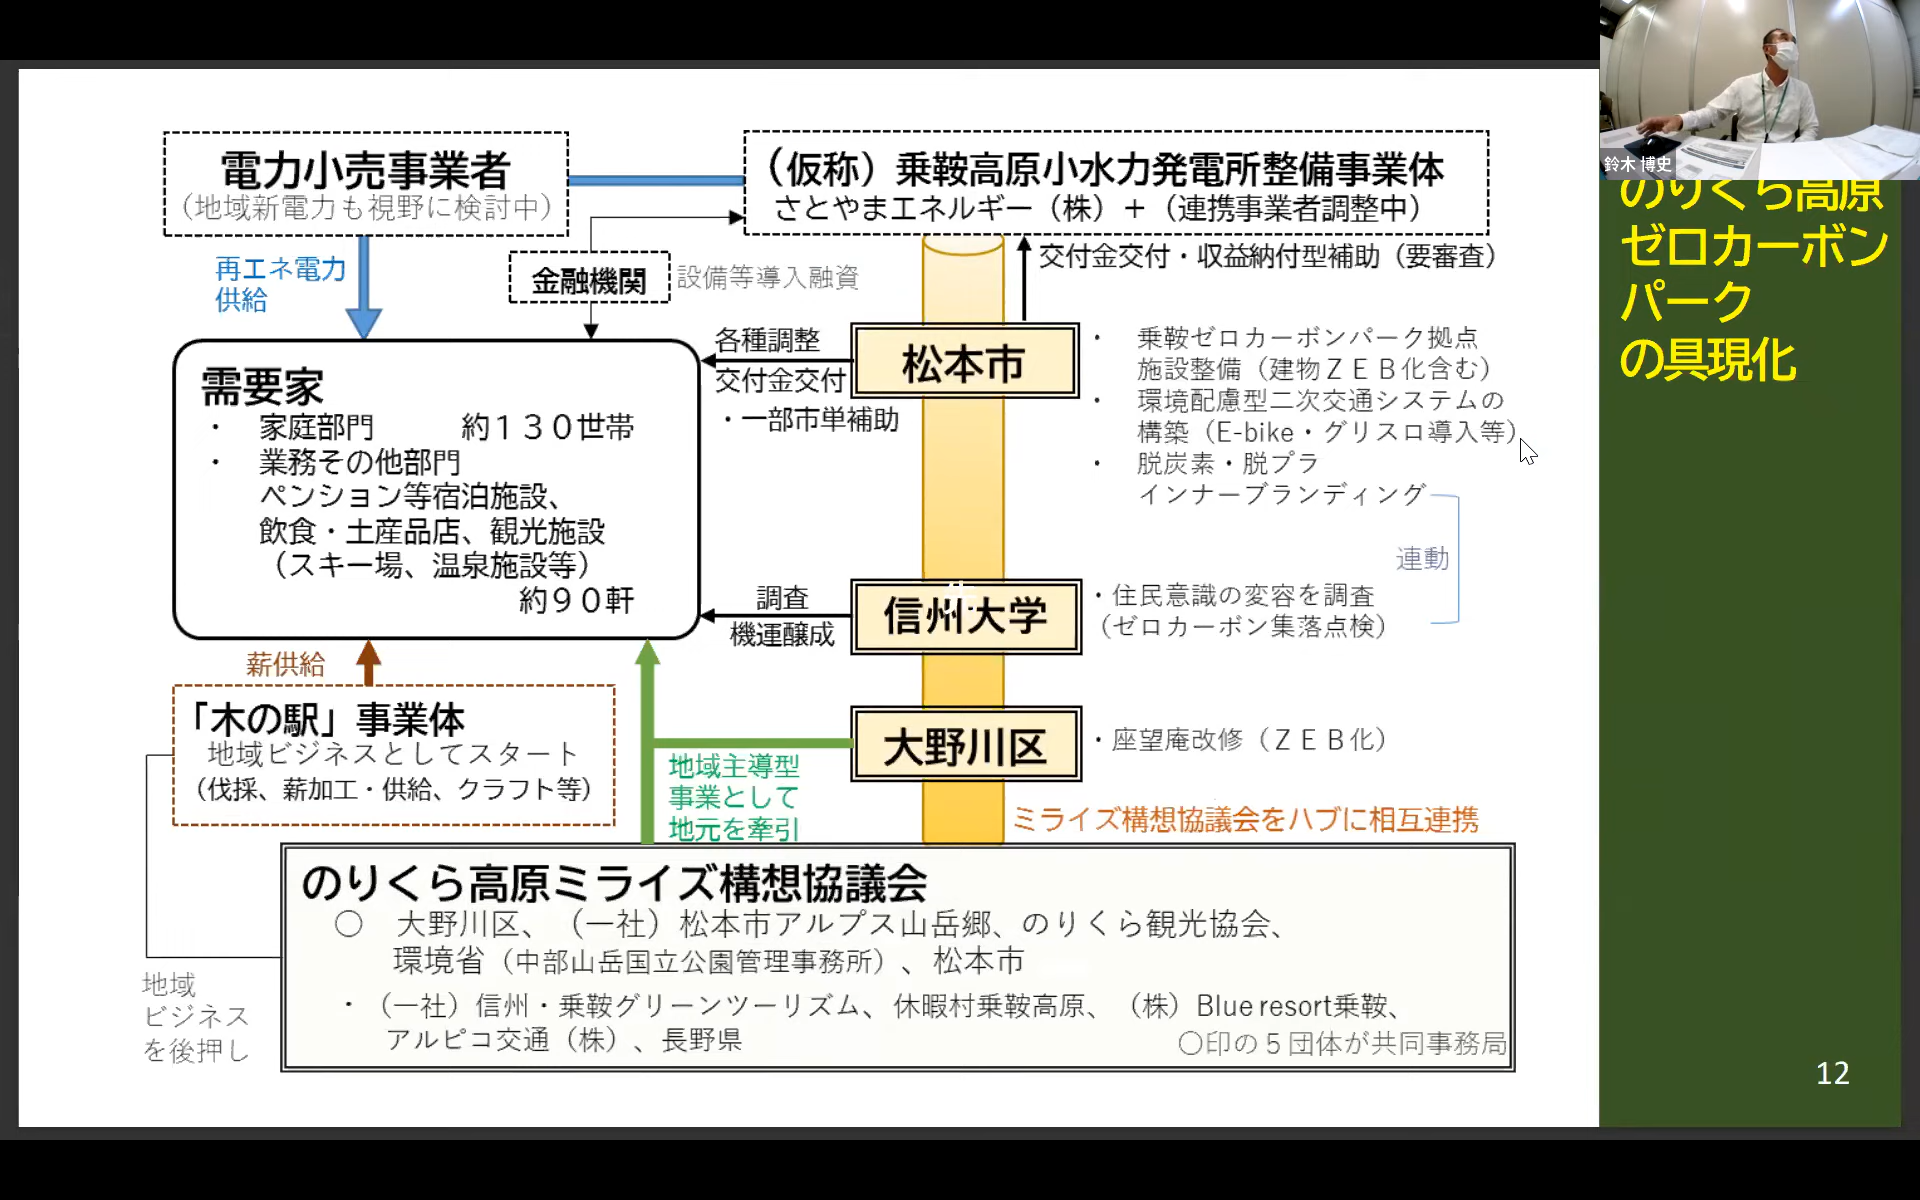 電力小売事業者
（地域新電力も視野に検討中）
（仮称）乗鞍高原小水力発電所整備事業体
さとやまエネルギー（株）＋（連携事業者調整中）
再エネ電力
供給
金融機関
設備等導入融資
交付金交付・収益納付型補助（要審査）
需要家
・ 家庭部門 約１３０世帯
・ 業務その他部門
ペンション等宿泊施設、
飲食・土産品店、観光施設
（スキー場、温泉施設等）
約９０軒
各種調整
交付金交付
・一部市単補助
松本市
・ 乗鞍ゼロカーボンパーク拠点
施設整備（建物ＺＥＢ化含む）
・ 環境配慮型二次交通システムの
構築（E-bike・グリスロ導入等）
・ 脱炭素・脱プラ
インナーブランディング
連動
調査
機運醸成
信州大学
・住民意識の変容を調査
（ゼロカーボン集落点検）
薪供給
「木の駅」事業体
地域ビジネスとしてスタート
（伐採、薪加工・供給、クラフト等）
大野川区
・座望庵改修（ＺＥＢ化）
地域主導型
事業として
地元を牽引
ミライズ構想協議会をハブに相互連携
のりくら高原ミライズ構想協議会
〇 大野川区、（一社）松本市アルプス山岳郷、のりくら観光協会、
環境省（中部山岳国立公園管理事務所）、松本市
・（一社）信州・乗鞍グリーンツーリズム、休暇村乗鞍高原、（株）Blue resort乗鞍、
アルピコ交通（株）、長野県
〇印の５団体が共同事務局
地域
ビジネス
を後押し
鈴木 博史
のりくら高原
ゼロカーボン
パーク
の具現化
12